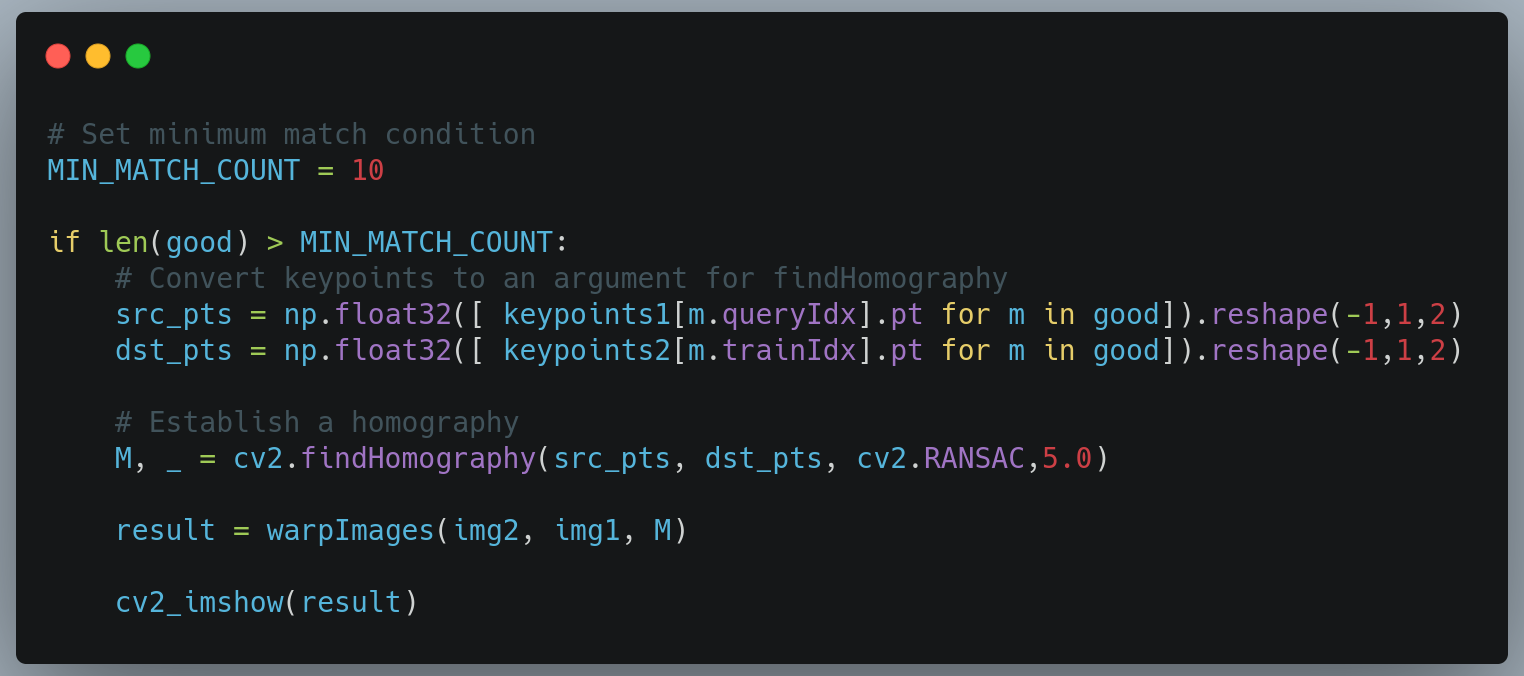 # Set minimum match condition
MIN_MATCH_COUNT = 10

if len(good) > MIN_MATCH_COUNT:
    # Convert keypoints to an argument for findHomography
    src_pts = np.float32([ keypoints1[m.queryIdx].pt for m in good]).reshape(-1,1,2)
    dst_pts = np.float32([ keypoints2[m.trainIdx].pt for m in good]).reshape(-1,1,2)

    # Establish a homography
    M, _ = cv2.findHomography(src_pts, dst_pts, cv2.RANSAC,5.0)

    result = warpImages(img2, img1, M)

    cv2_imshow(result)